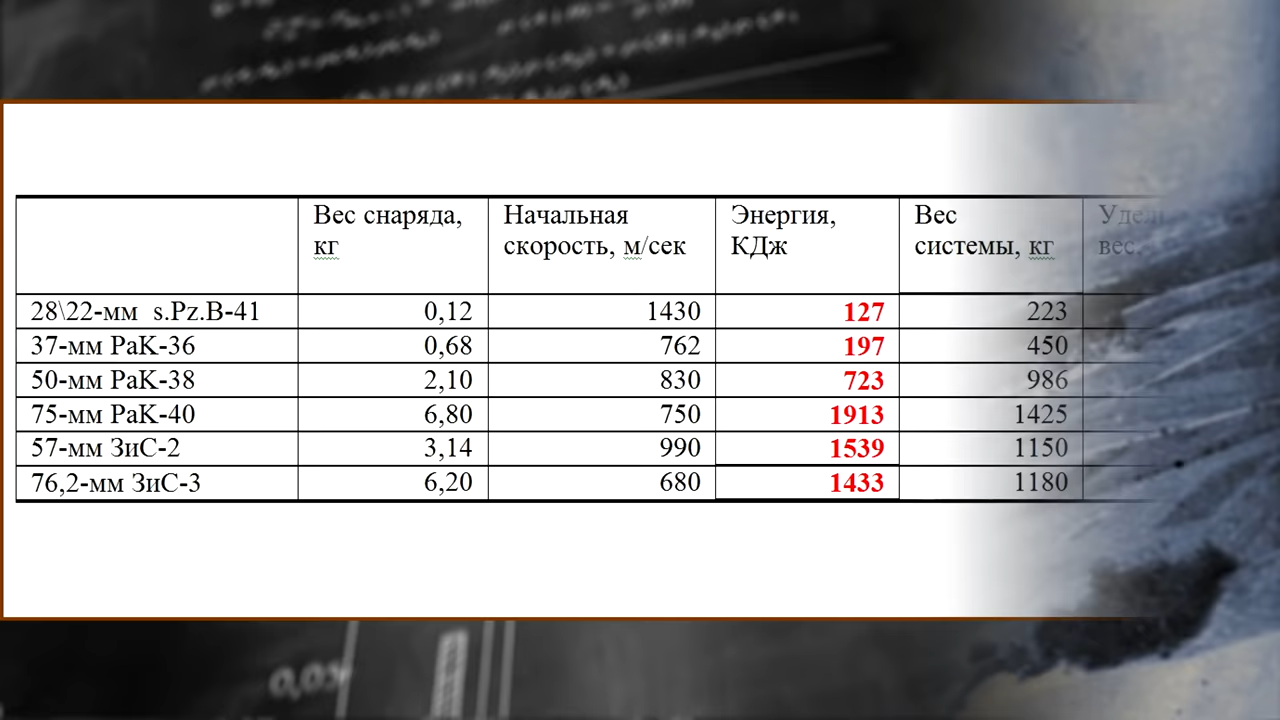 Вес снаряда, кг Начальная скорость, м/сек Энергия, КДж Вес системы, кг вес.
28\22-мм s.Pz.B-41 0,12 1430 127 223
37-мм PaK-36 0,68 762 197 450
50-мм PaK-38 2,10 830 723 986
75-мм PaK-40 6,80 750 1913 1425
57-мм ЗиС-2 3,14 990 1539 1150
76,2-мм ЗиС-3 6,20 680 1433 1180